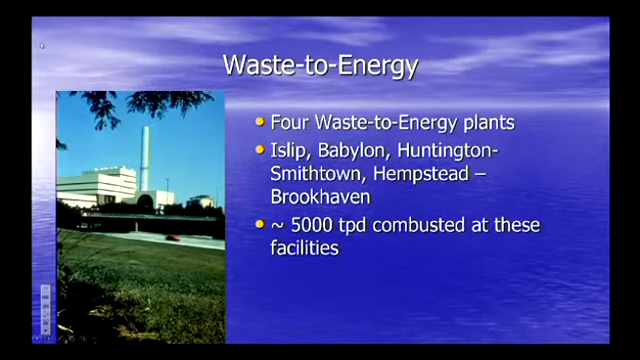 Waste-to-Energy
Four Waste-to-Energy plants
Islip, Babylon, Huntington-
Smithtown, Hempstead –
Brookhaven
~ 5000 tpd combusted at these
facilities